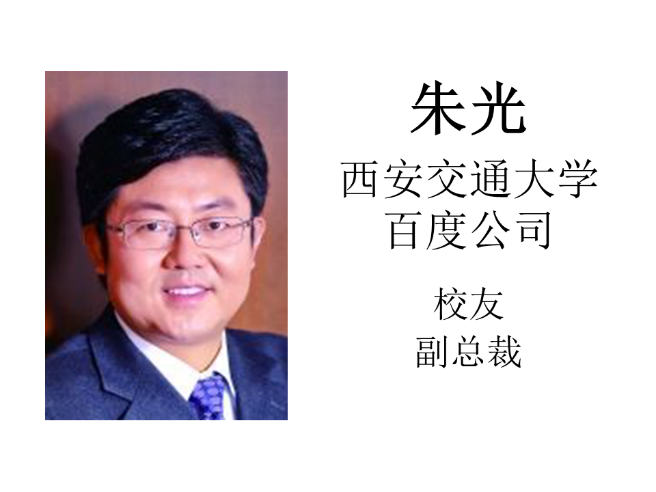 朱光
西安交通大学
百度公司
校友
副总裁